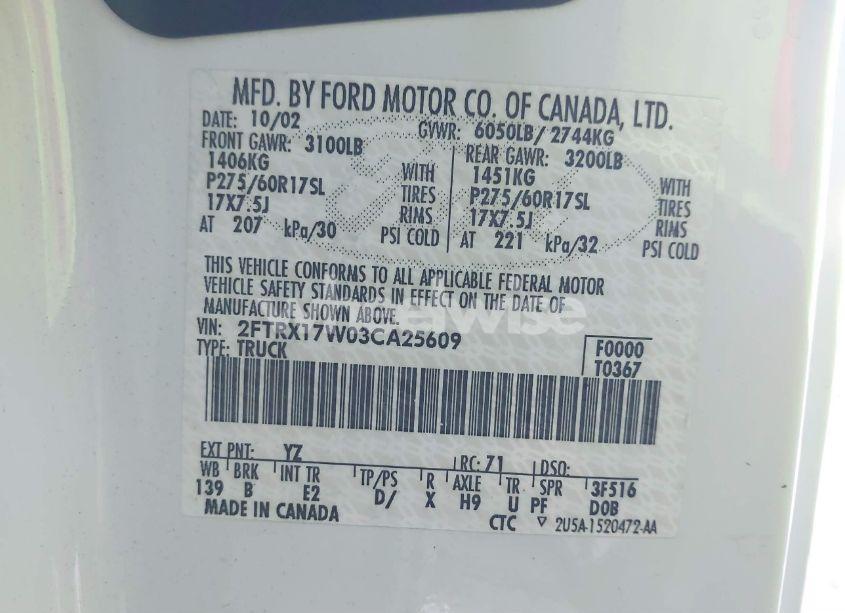 MFD. BY FORD MOTOR CO. OF CANADA, LTD.
DATE: 10/02 GVWR: 6050LB/ 2744KG
FRONT GAWR: 3100LB REAR GAWR: 3200LB
1406KG WITH 1451KG WITH
P275/60R17SL TIRES P275/60R17SL TIRES
17X7.5J RIMS 17X7.5J RIMS
AT 207 kPa/30 PSI COLD AT 221 kPa/32 PSI COLD
THIS VEHICLE CONFORMS TO ALL APPLICABLE FEDERAL MOTOR
VEHICLE SAFETY STANDARDS IN EFFECT ON THE DATE OF
MANUFACTURE SHOWN ABOVE.
VIN: 2FTRX17W03CA25609 F0000
TYPE: TRUCK T0367
EXT PNT: YZ RC: 71 DSO:
WB BRK INT TR TP/PS R AXLE TR SPR 3F516
139 B E2 D/ X H9 U PF DOB
MADE IN CANADA CTC 2U5A-1520472-AA